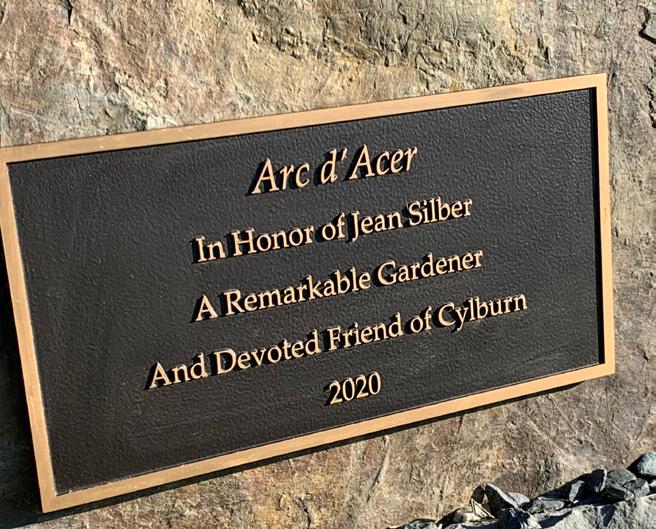 Arc d'Acer
In Honor of Jean Silber
A Remarkable Gardener
And Devoted Friend of Cylburn
2020